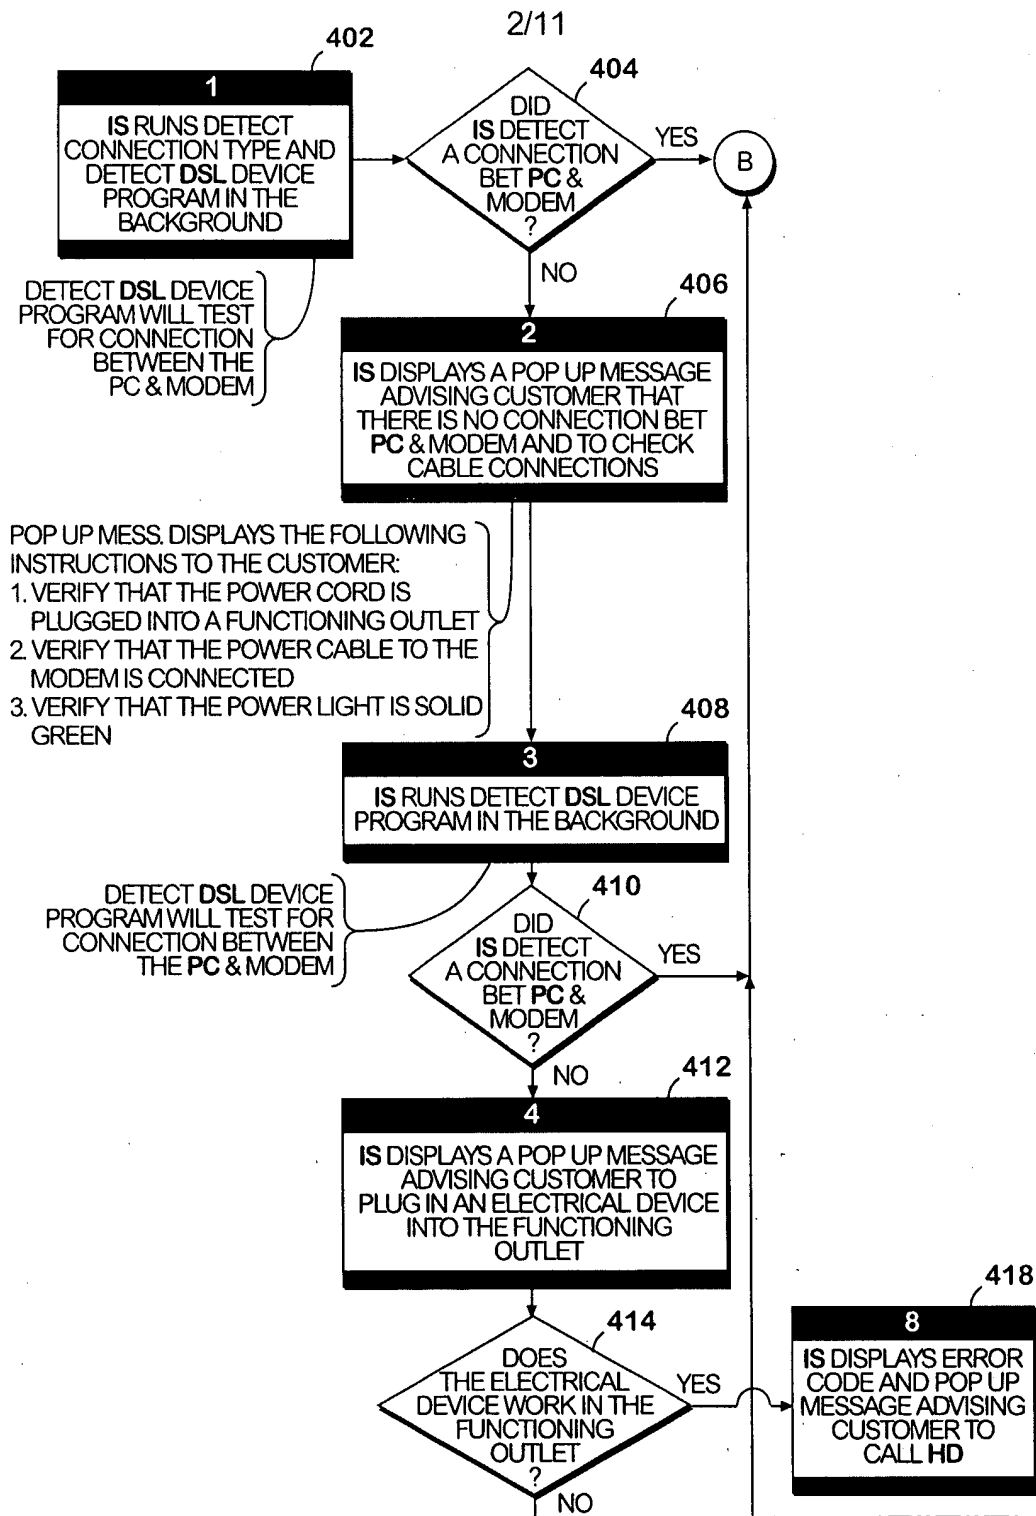 2/11
402
1
IS RUNS DETECT
CONNECTION TYPE AND
DETECT DSL DEVICE
PROGRAM IN THE
BACKGROUND
404
DID
IS DETECT
A CONNECTION
BET PC &
MODEM
?
YES
B
NO
DETECT DSL DEVICE
PROGRAM WILL TEST
FOR CONNECTION
BETWEEN THE
PC & MODEM
406
2
IS DISPLAYS A POP UP MESSAGE
ADVISING CUSTOMER THAT
THERE IS NO CONNECTION BET
PC & MODEM AND TO CHECK
CABLE CONNECTIONS
POP UP MESS. DISPLAYS THE FOLLOWING
INSTRUCTIONS TO THE CUSTOMER:
1. VERIFY THAT THE POWER CORD IS
PLUGGED INTO A FUNCTIONING OUTLET
2. VERIFY THAT THE POWER CABLE TO THE
MODEM IS CONNECTED
3. VERIFY THAT THE POWER LIGHT IS SOLID
GREEN
408
3
IS RUNS DETECT DSL DEVICE
PROGRAM IN THE BACKGROUND
DETECT DSL DEVICE
PROGRAM WILL TEST FOR
CONNECTION BETWEEN
THE PC & MODEM
410
DID
IS DETECT
A CONNECTION
BET PC &
MODEM
?
YES
NO
412
4
IS DISPLAYS A POP UP MESSAGE
ADVISING CUSTOMER TO
PLUG IN AN ELECTRICAL DEVICE
INTO THE FUNCTIONING
OUTLET
414
DOES
THE ELECTRICAL
DEVICE WORK IN THE
FUNCTIONING
OUTLET
?
YES
NO
418
8
IS DISPLAYS ERROR
CODE AND POP UP
MESSAGE ADVISING
CUSTOMER TO
CALL HD